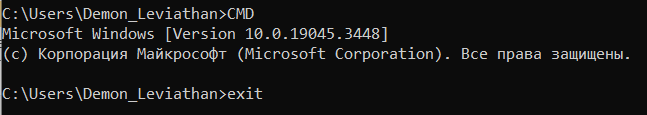 C:\Users\Demon_Leviathan>CMD
Microsoft Windows [Version 10.0.19045.3448]
(c) Корпорация Майкрософт (Microsoft Corporation). Все права защищены.
C:\Users\Demon_Leviathan>exit